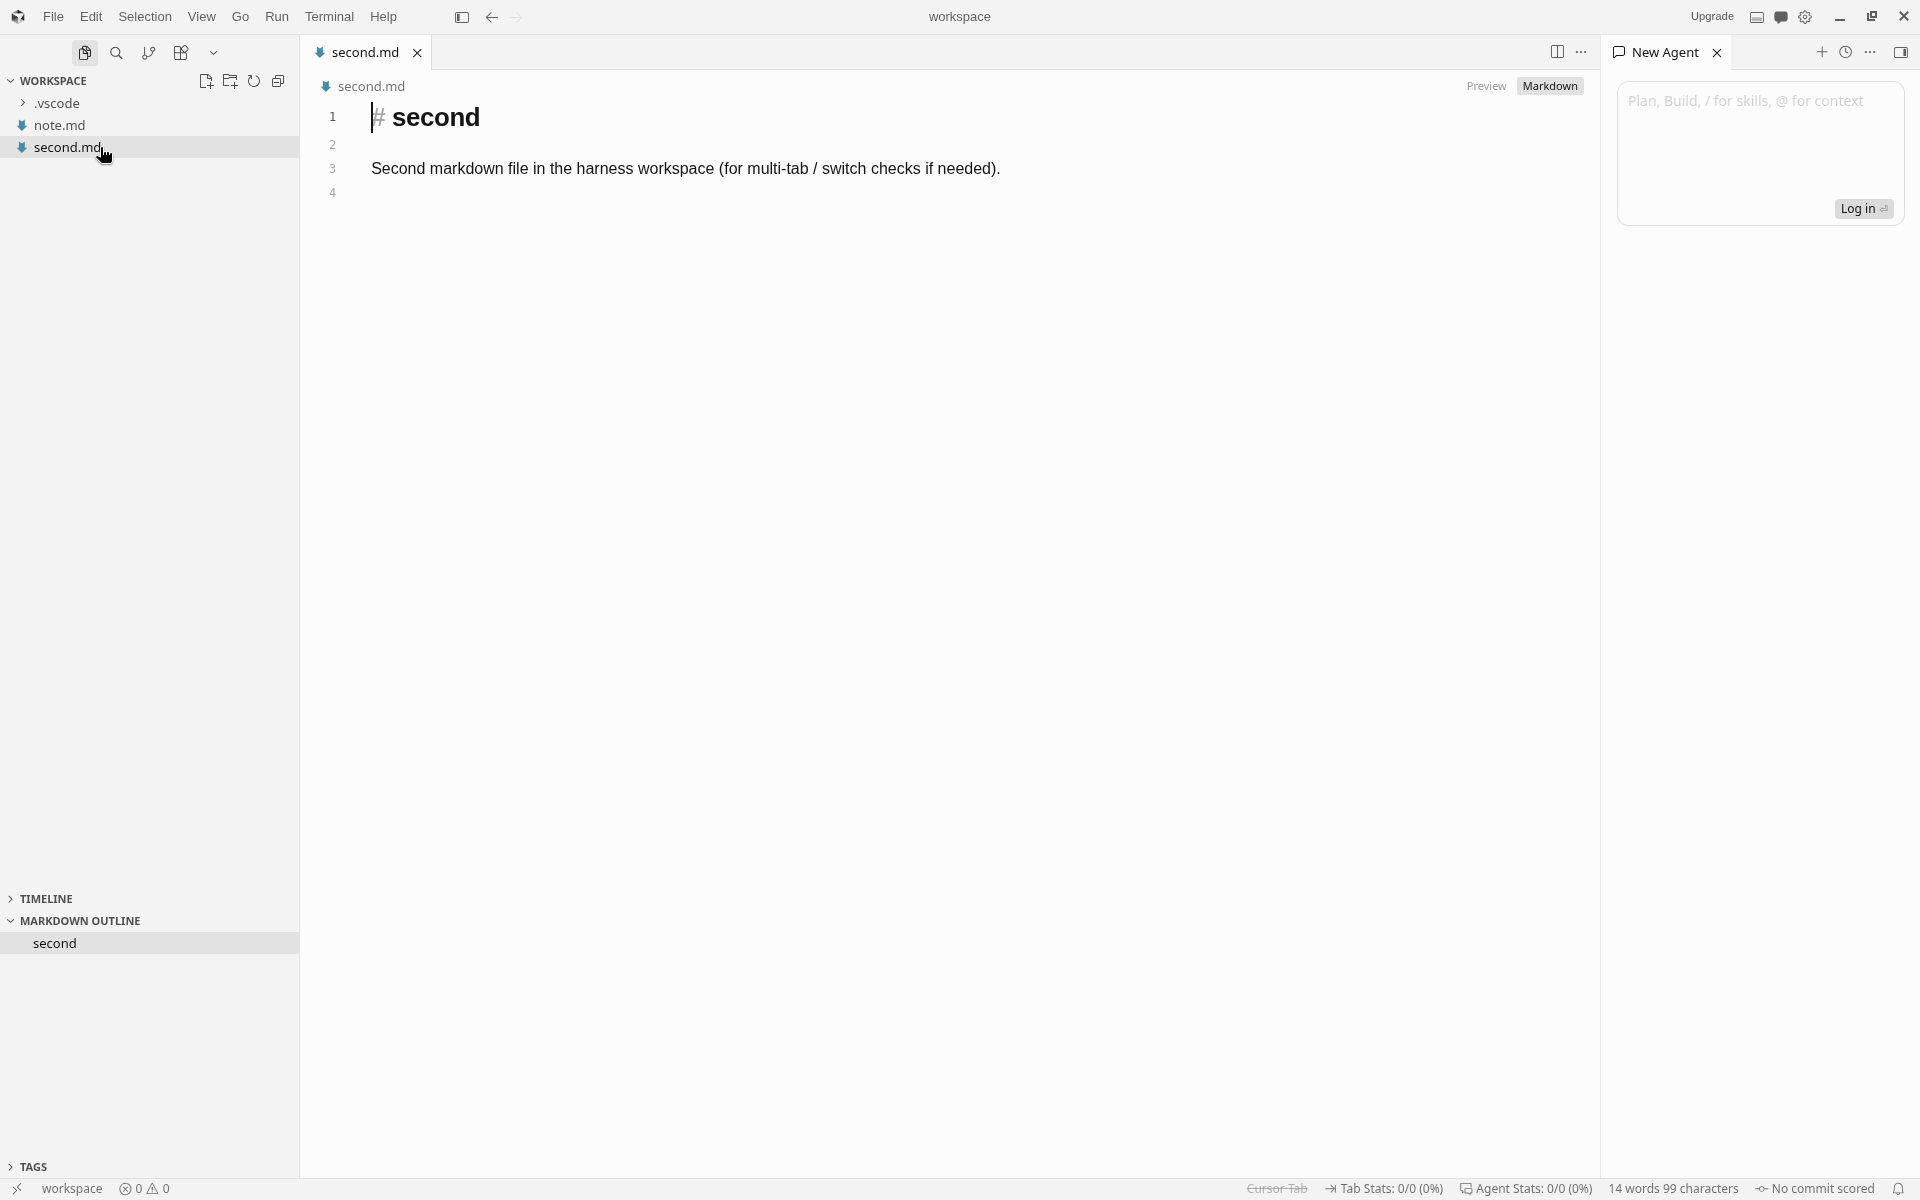 File Edit Selection View Go Run Terminal Help
workspace
Upgrade
WORKSPACE
.vscode
note.md
second.md
TIMELINE
MARKDOWN OUTLINE
second
TAGS
second.md
second.md
Preview Markdown
1 # second
2
3 Second markdown file in the harness workspace (for multi-tab / switch checks if needed).
4
New Agent
Plan, Build, / for skills, @ for context
Log in ⏎
workspace 0 0
Cursor Tab Tab Stats: 0/0 (0%) Agent Stats: 0/0 (0%) 14 words 99 characters No commit scored